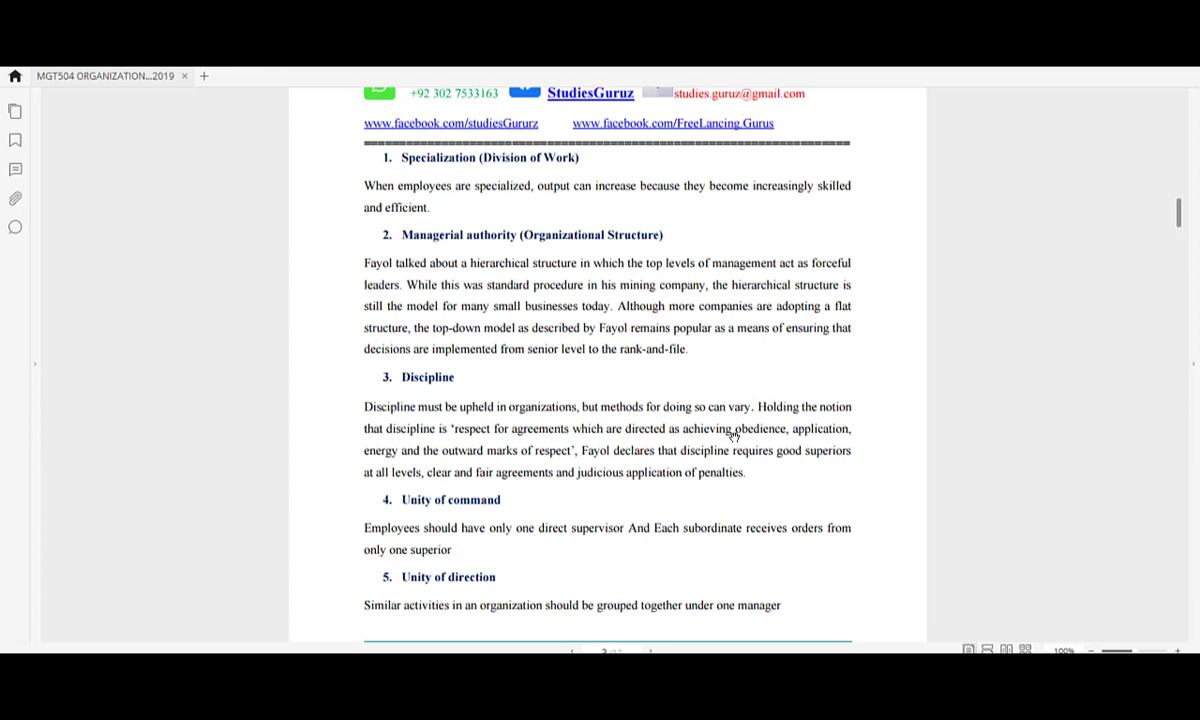 MGT504 ORGANIZATION...2019
+92 302 7533163 StudiesGuruz studies.guruz@gmail.com
www.facebook.com/studiesGururz www.facebook.com/FreeLancing.Gurus
1. Specialization (Division of Work)
When employees are specialized, output can increase because they become increasingly skilled
and efficient.
2. Managerial authority (Organizational Structure)
Fayol talked about a hierarchical structure in which the top levels of management act as forceful
leaders. While this was standard procedure in his mining company, the hierarchical structure is
still the model for many small businesses today. Although more companies are adopting a flat
structure, the top-down model as described by Fayol remains popular as a means of ensuring that
decisions are implemented from senior level to the rank-and-file.
3. Discipline
Discipline must be upheld in organizations, but methods for doing so can vary. Holding the notion
that discipline is ‘respect for agreements which are directed as achieving obedience, application,
energy and the outward marks of respect’, Fayol declares that discipline requires good superiors
at all levels, clear and fair agreements and judicious application of penalties.
4. Unity of command
Employees should have only one direct supervisor And Each subordinate receives orders from
only one superior
5. Unity of direction
Similar activities in an organization should be grouped together under one manager
100%